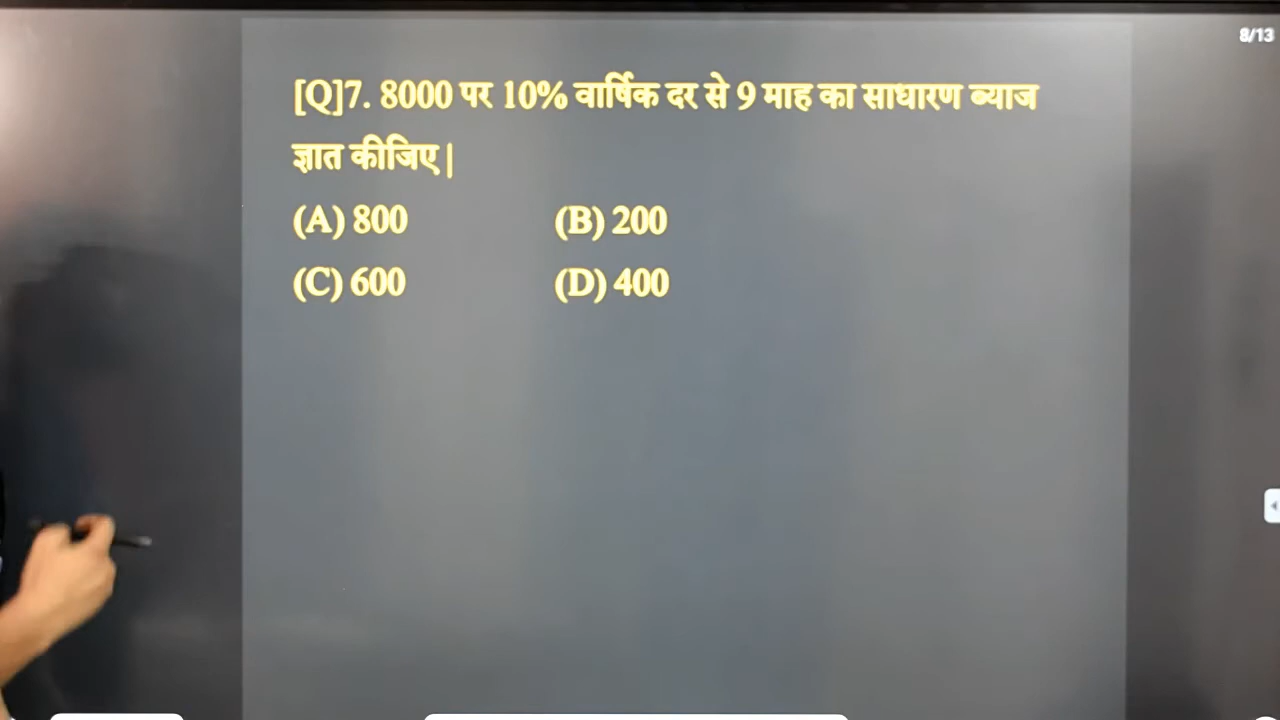 8/13
[Q]7. 8000 पर 10% वार्षिक दर से 9 माह का साधारण ब्याज
ज्ञात कीजिए |
(A) 800 (B) 200
(C) 600 (D) 400